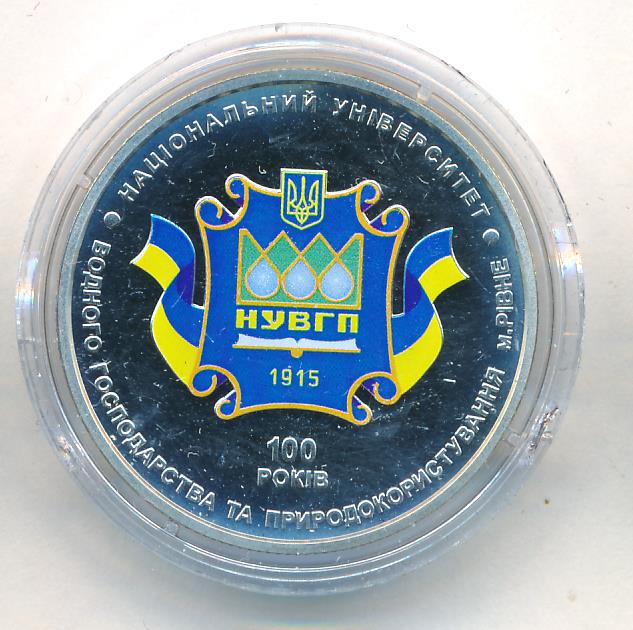 НАЦІОНАЛЬНИЙ УНІВЕРСИТЕТ
ВОДНОГО ГОСПОДАРСТВА ТА ПРИРОДОКОРИСТУВАННЯ м.РІВНЕ
НУВГП
1915
100
РОКІВ